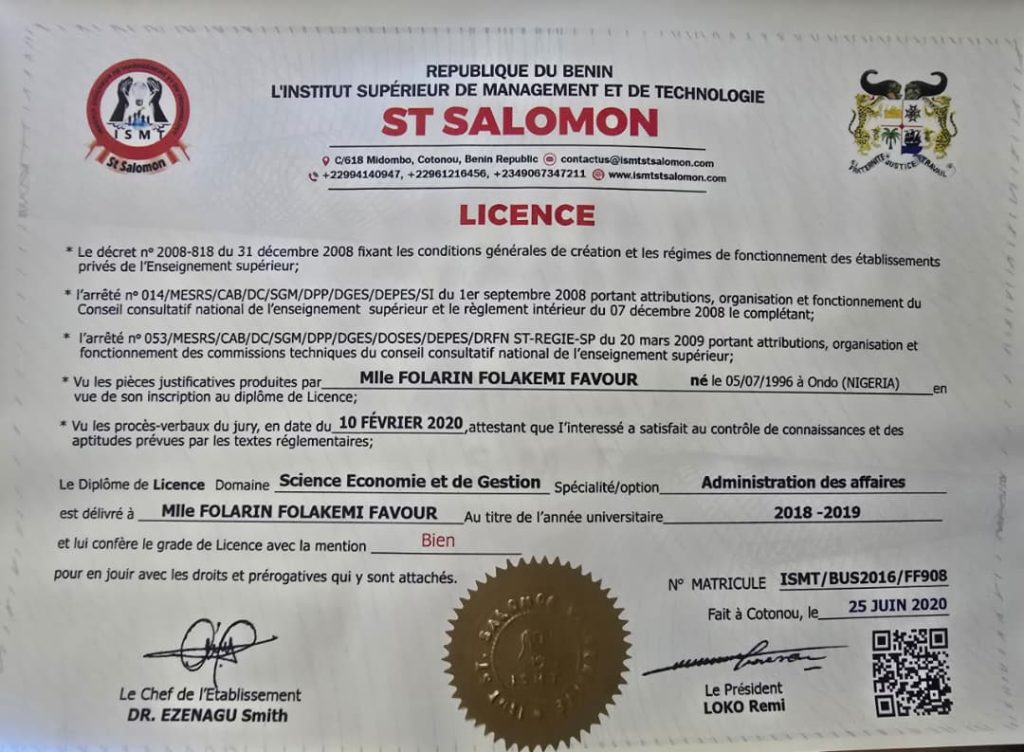 REPUBLIQUE DU BENIN
L'INSTITUT SUPÉRIEUR DE MANAGEMENT ET DE TECHNOLOGIE
ST SALOMON
I S M T
St Salomon
FRATERNITÉ JUSTICE TRAVAIL
C/618 Midombo, Cotonou, Benin Republic contactus@ismtstsalomon.com
+22994140947, +22961216456, +2349067347211 www.ismtstsalomon.com
LICENCE
* Le décret nº 2008-818 du 31 décembre 2008 fixant les conditions générales de création et les régimes de fonctionnement des établissements
privés de l'Enseignement supérieur;
* l'arrêté nº 014/MESRS/CAB/DC/SGM/DPP/DGES/DEPES/SI du 1er septembre 2008 portant attributions, organisation et fonctionnement du
Conseil consultatif national de l'enseignement supérieur et le règlement intérieur du 07 décembre 2008 le complétant;
* l'arrêté nº 053/MESRS/CAB/DC/SGM/DPP/DGES/DOSES/DEPES/DRFN ST-REGIE-SP du 20 mars 2009 portant attributions, organisation et
fonctionnement des commissions techniques du conseil consultatif national de l'enseignement supérieur;
* Vu les pièces justificatives produites par Mlle FOLARIN FOLAKEMI FAVOUR né le 05/07/1996 à Ondo (NIGERIA) en
vue de son inscription au diplôme de Licence;
* Vu les procès-verbaux du jury, en date du 10 FÉVRIER 2020, attestant que l'interessé a satisfait au contrôle de connaissances et des
aptitudes prévues par les textes réglementaires;
Le Diplôme de Licence Domaine Science Economie et de Gestion Spécialité/option Administration des affaires
est délivré à Mlle FOLARIN FOLAKEMI FAVOUR Au titre de l'année universitaire 2018 -2019
et lui confère le grade de Licence avec la mention Bien
pour en jouir avec les droits et prérogatives qui y sont attachés.
Nº MATRICULE ISMT/BUS2016/FF908
Fait à Cotonou, le 25 JUIN 2020
Le Chef de l'Etablissement
DR. EZENAGU Smith
Le Président
LOKO Remi